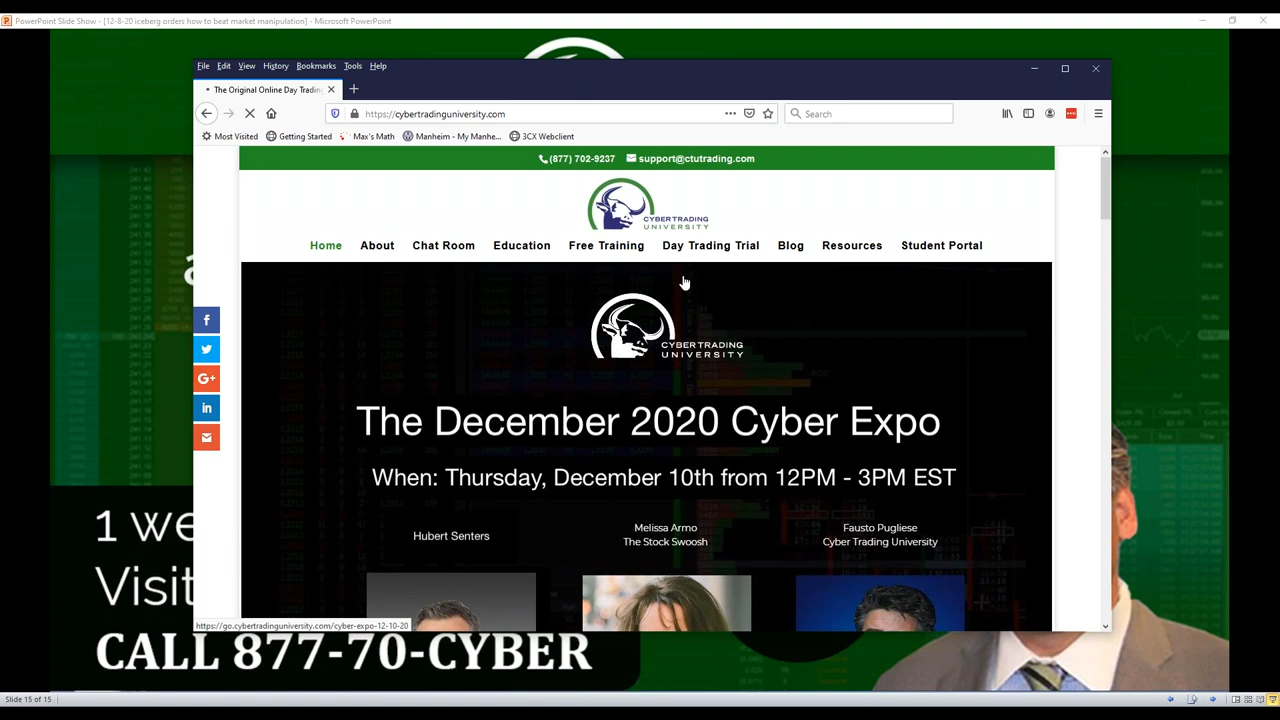 PowerPoint Slide Show - [12-8-20 iceberg orders how to beat market manipulation] - Microsoft PowerPoint
File Edit View History Bookmarks Tools Help
The Original Online Day Trading
https://cybertradinguniversity.com
Search
Most Visited Getting Started Max's Math Manheim - My Manhe... 3CX Webclient
(877) 702-9237 support@ctutrading.com
CYBERTRADING
UNIVERSITY
Home About Chat Room Education Free Training Day Trading Trial Blog Resources Student Portal
CYBERTRADING
UNIVERSITY
The December 2020 Cyber Expo
When: Thursday, December 10th from 12PM - 3PM EST
Hubert Senters
Melissa Armo
The Stock Swoosh
Fausto Pugliese
Cyber Trading University
https://go.cybertradinguniversity.com/cyber-expo-12-10-20
1 we
Visit
CALL 877-70-CYBER
Slide 15 of 15